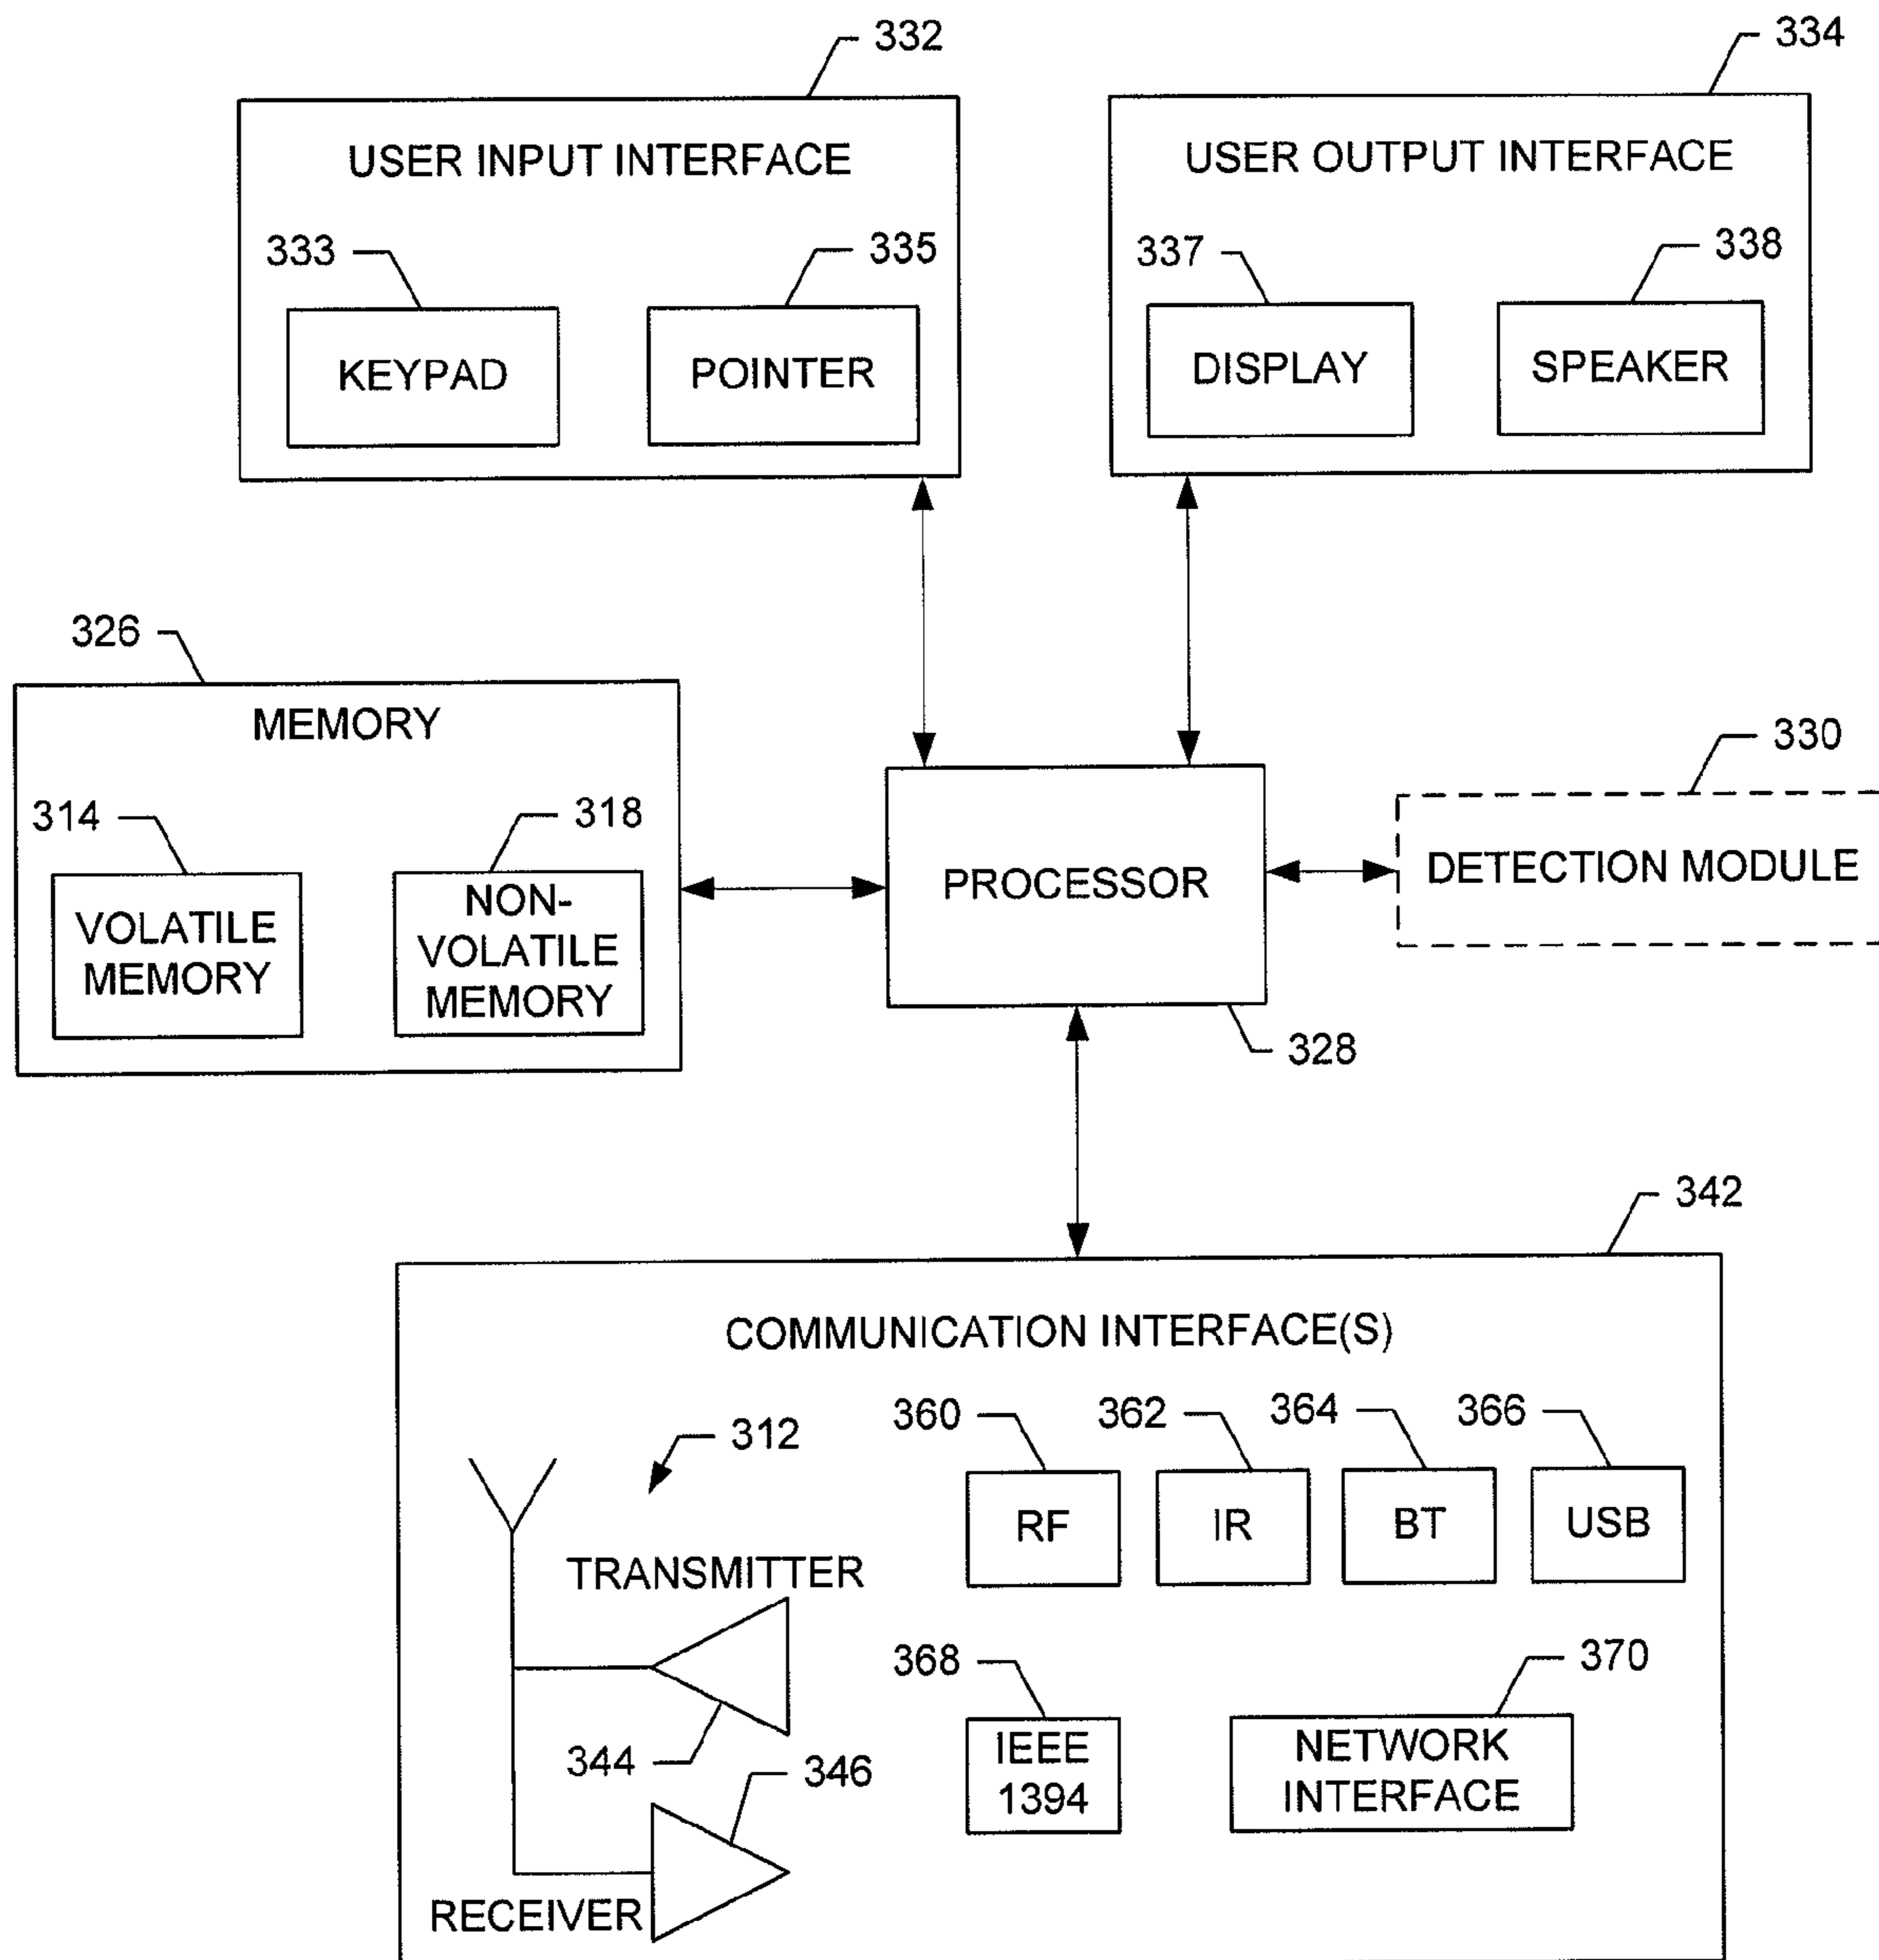 332
334
USER INPUT INTERFACE
USER OUTPUT INTERFACE
333
335
337
338
KEYPAD
POINTER
DISPLAY
SPEAKER
326
MEMORY
330
314
318
VOLATILE
MEMORY
NON-
VOLATILE
MEMORY
PROCESSOR
DETECTION MODULE
328
342
COMMUNICATION INTERFACE(S)
312
360
362
364
366
RF
IR
BT
USB
TRANSMITTER
344
346
RECEIVER
368
370
IEEE
1394
NETWORK
INTERFACE